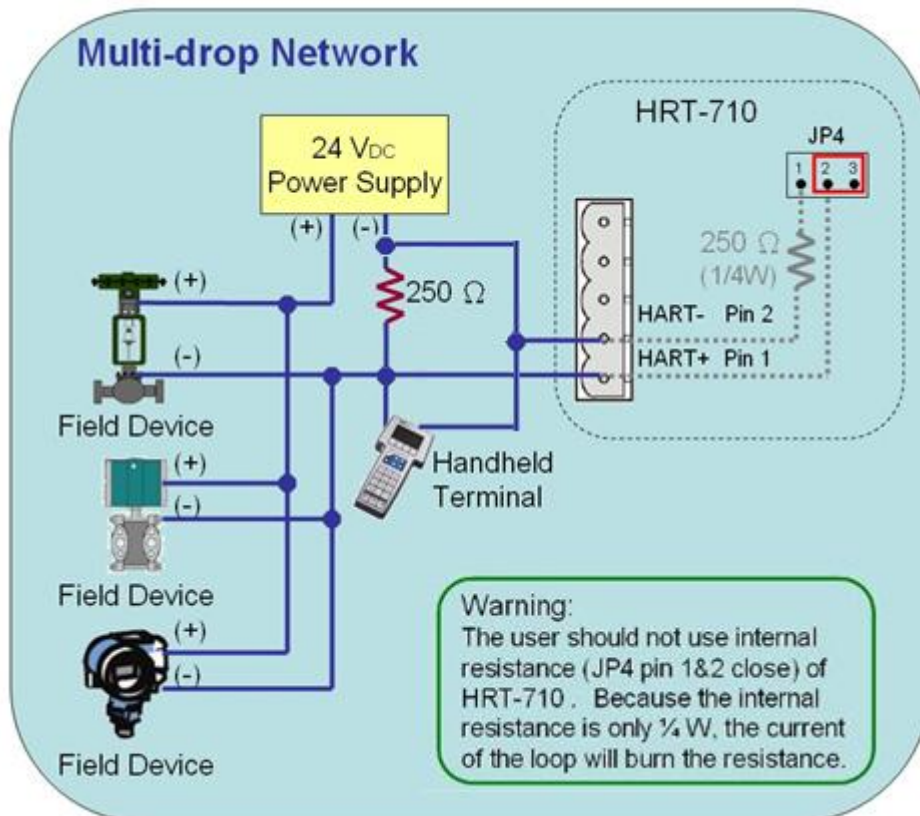 Multi-drop Network
HRT-710
JP4
1 2 3
24 VDC
Power Supply
(+) (-)
250 Ω
(1/4W)
250 Ω
HART- Pin 2
HART+ Pin 1
(+)
(-)
Field Device
(+)
(-)
Field Device
(+)
(-)
Field Device
Handheld
Terminal
Warning:
The user should not use internal
resistance (JP4 pin 1&2 close) of
HRT-710 . Because the internal
resistance is only ¼ W, the current
of the loop will burn the resistance.